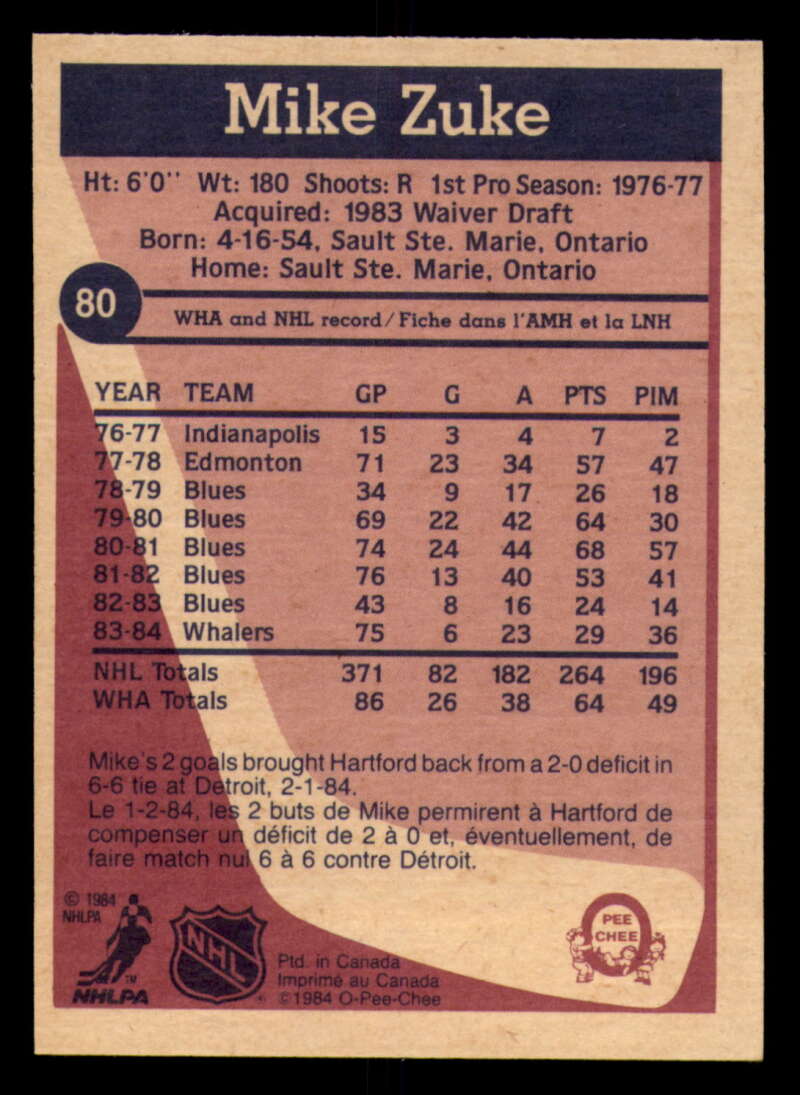 Mike Zuke
Ht: 6'0'' Wt: 180 Shoots: R 1st Pro Season: 1976-77
Acquired: 1983 Waiver Draft
Born: 4-16-54, Sault Ste. Marie, Ontario
Home: Sault Ste. Marie, Ontario
80
WHA and NHL record/Fiche dans l'AMH et la LNH
YEAR TEAM GP G A PTS PIM
76-77 Indianapolis 15 3 4 7 2
77-78 Edmonton 71 23 34 57 47
78-79 Blues 34 9 17 26 18
79-80 Blues 69 22 42 64 30
80-81 Blues 74 24 44 68 57
81-82 Blues 76 13 40 53 41
82-83 Blues 43 8 16 24 14
83-84 Whalers 75 6 23 29 36
NHL Totals 371 82 182 264 196
WHA Totals 86 26 38 64 49
Mike's 2 goals brought Hartford back from a 2-0 deficit in
6-6 tie at Detroit, 2-1-84.
Le 1-2-84, les 2 buts de Mike permirent à Hartford de
compenser un déficit de 2 à 0 et, éventuellement, de
faire match nul 6 à 6 contre Détroit.
© 1984
NHLPA
TM
NHLPA
NHL
®
Ptd. in Canada
Imprimé au Canada
© 1984 O-Pee-Chee
O
PEE
CHEE